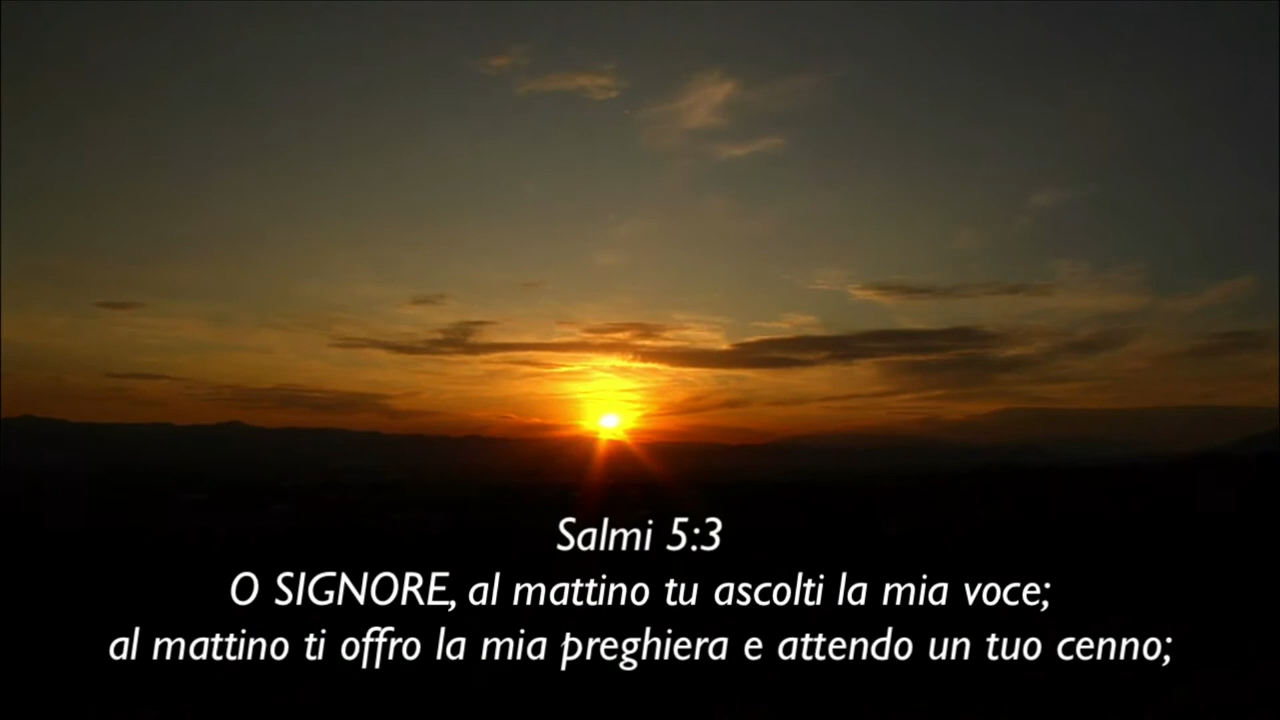 Salmi 5:3
O SIGNORE, al mattino tu ascolti la mia voce;
al mattino ti offro la mia preghiera e attendo un tuo cenno;